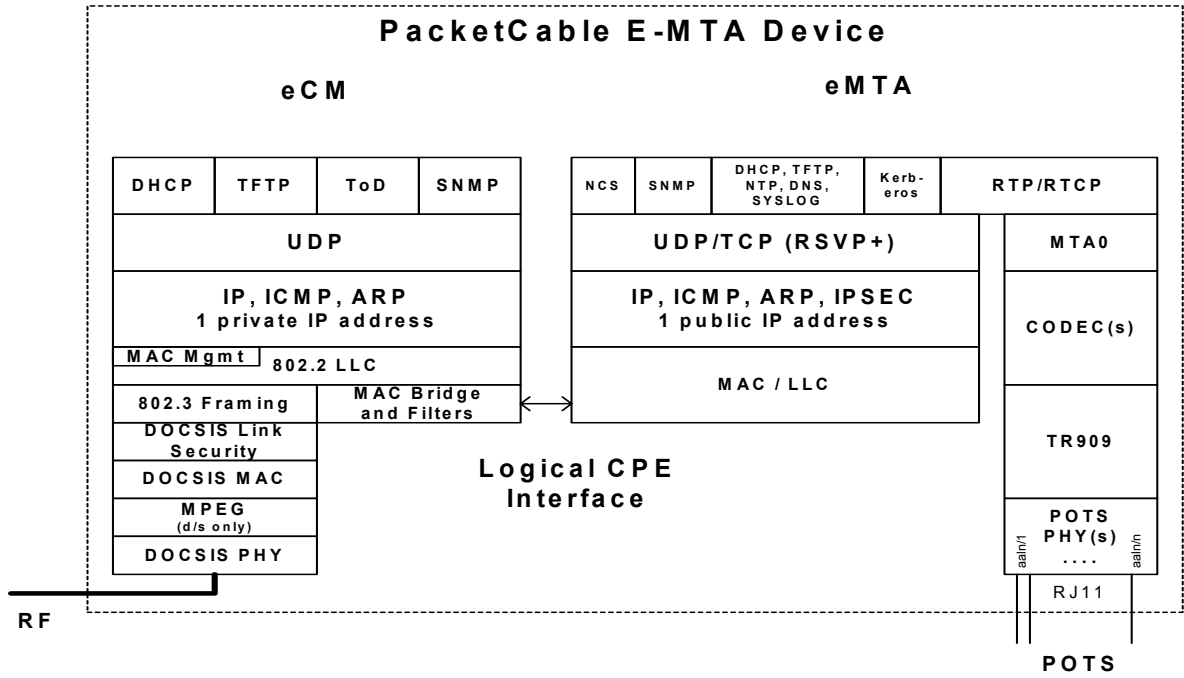 PacketCable E-MTA Device
eCM
eMTA
DHCP
TFTP
ToD
SNMP
UDP
IP, ICMP, ARP
1 private IP address
MAC Mgmt
802.2 LLC
802.3 Framing
MAC Bridge
and Filters
DOCSIS Link
Security
DOCSIS MAC
MPEG
(d/s only)
DOCSIS PHY
RF
Logical CPE
Interface
NCS
SNMP
DHCP, TFTP,
NTP, DNS,
SYSLOG
Kerb-
eros
RTP/RTCP
UDP/TCP (RSVP+)
IP, ICMP, ARP, IPSEC
1 public IP address
MAC / LLC
MTA0
CODEC(s)
TR909
POTS
PHY(s)
....
aaln/1
aaln/n
RJ11
POTS